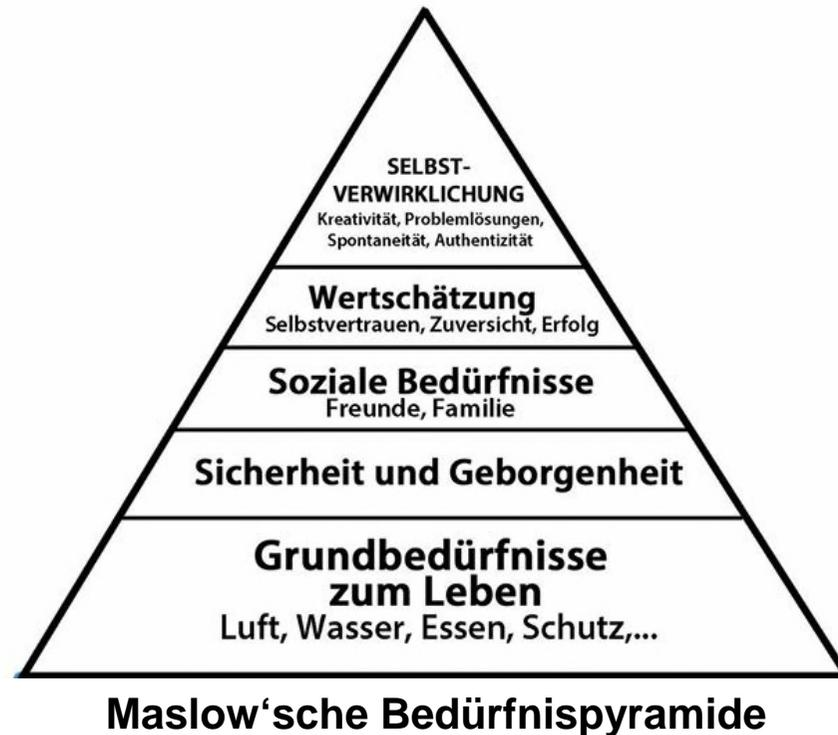 SELBST-
VERWIRKLICHUNG
Kreativität, Problemlösungen,
Spontaneität, Authentizität
Wertschätzung
Selbstvertrauen, Zuversicht, Erfolg
Soziale Bedürfnisse
Freunde, Familie
Sicherheit und Geborgenheit
Grundbedürfnisse
zum Leben
Luft, Wasser, Essen, Schutz,...
Maslow‘sche Bedürfnispyramide